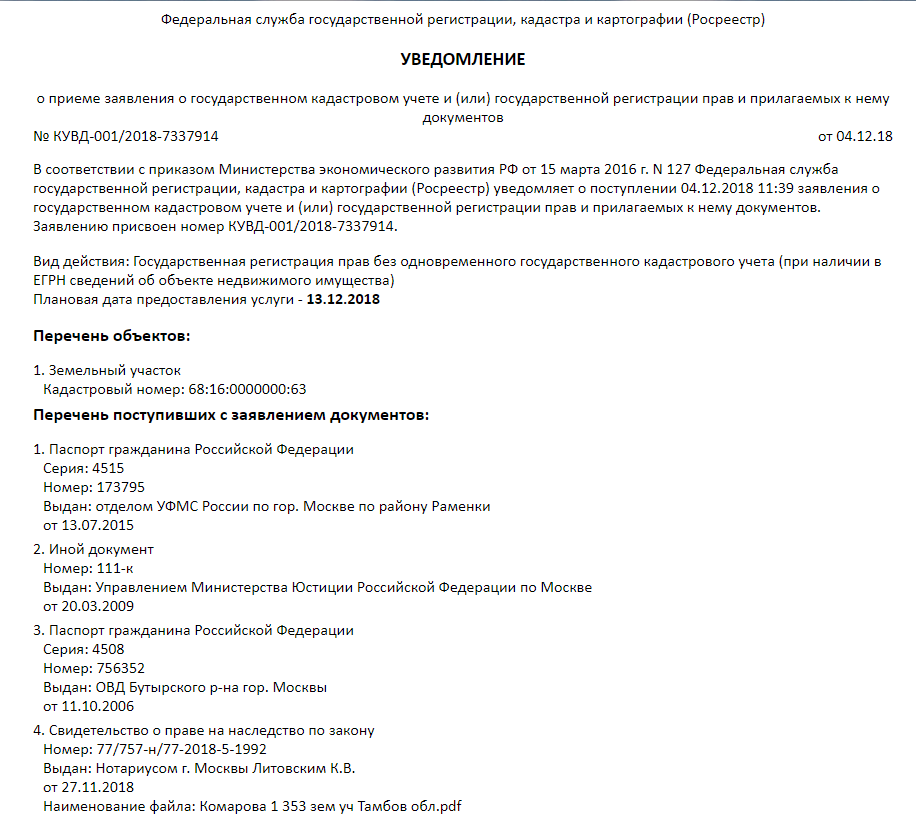 Федеральная служба государственной регистрации, кадастра и картографии (Росреестр)
УВЕДОМЛЕНИЕ
о приеме заявления о государственном кадастровом учете и (или) государственной регистрации прав и прилагаемых к нему
документов
№ КУВД-001/2018-7337914 от 04.12.18
В соответствии с приказом Министерства экономического развития РФ от 15 марта 2016 г. N 127 Федеральная служба
государственной регистрации, кадастра и картографии (Росреестр) уведомляет о поступлении 04.12.2018 11:39 заявления о
государственном кадастровом учете и (или) государственной регистрации прав и прилагаемых к нему документов.
Заявлению присвоен номер КУВД-001/2018-7337914.
Вид действия: Государственная регистрация прав без одновременного государственного кадастрового учета (при наличии в
ЕГРН сведений об объекте недвижимого имущества)
Плановая дата предоставления услуги - 13.12.2018
Перечень объектов:
1. Земельный участок
Кадастровый номер: 68:16:0000000:63
Перечень поступивших с заявлением документов:
1. Паспорт гражданина Российской Федерации
Серия: 4515
Номер: 173795
Выдан: отделом УФМС России по гор. Москве по району Раменки
от 13.07.2015
2. Иной документ
Номер: 111-к
Выдан: Управлением Министерства Юстиции Российской Федерации по Москве
от 20.03.2009
3. Паспорт гражданина Российской Федерации
Серия: 4508
Номер: 756352
Выдан: ОВД Бутырского р-на гор. Москвы
от 11.10.2006
4. Свидетельство о праве на наследство по закону
Номер: 77/757-н/77-2018-5-1992
Выдан: Нотариусом г. Москвы Литовским К.В.
от 27.11.2018
Наименование файла: Комарова 1 353 зем уч Тамбов обл.pdf